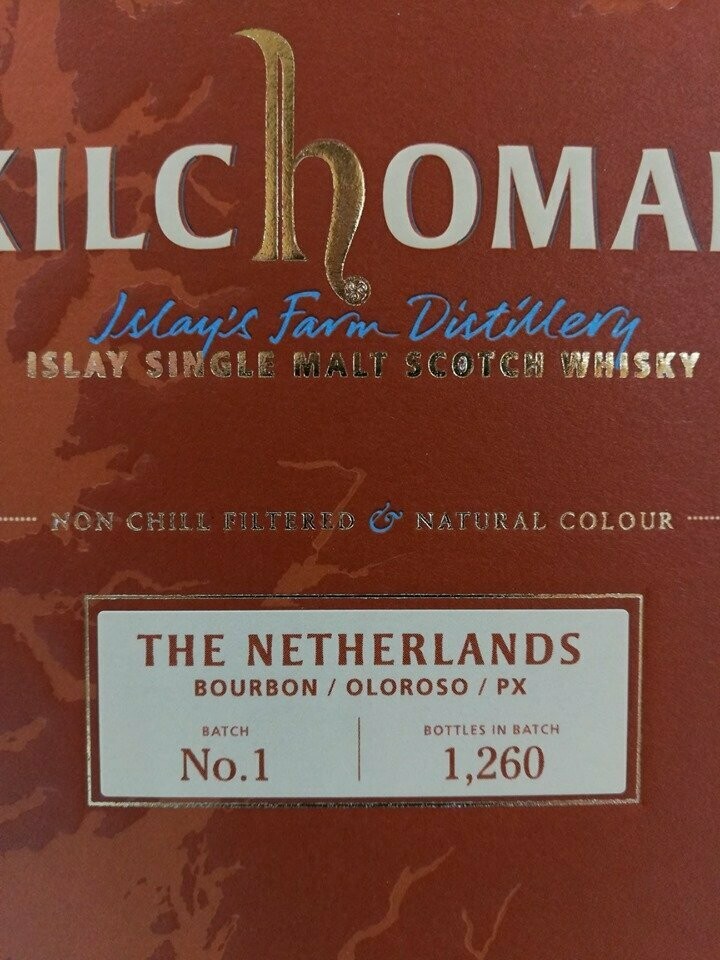 KILCHOMA
Islay's Farm Distillery
ISLAY SINGLE MALT SCOTCH WHISKY
NON CHILL FILTERED & NATURAL COLOUR
THE NETHERLANDS
BOURBON / OLOROSO / PX
BATCH
No.1
BOTTLES IN BATCH
1,260